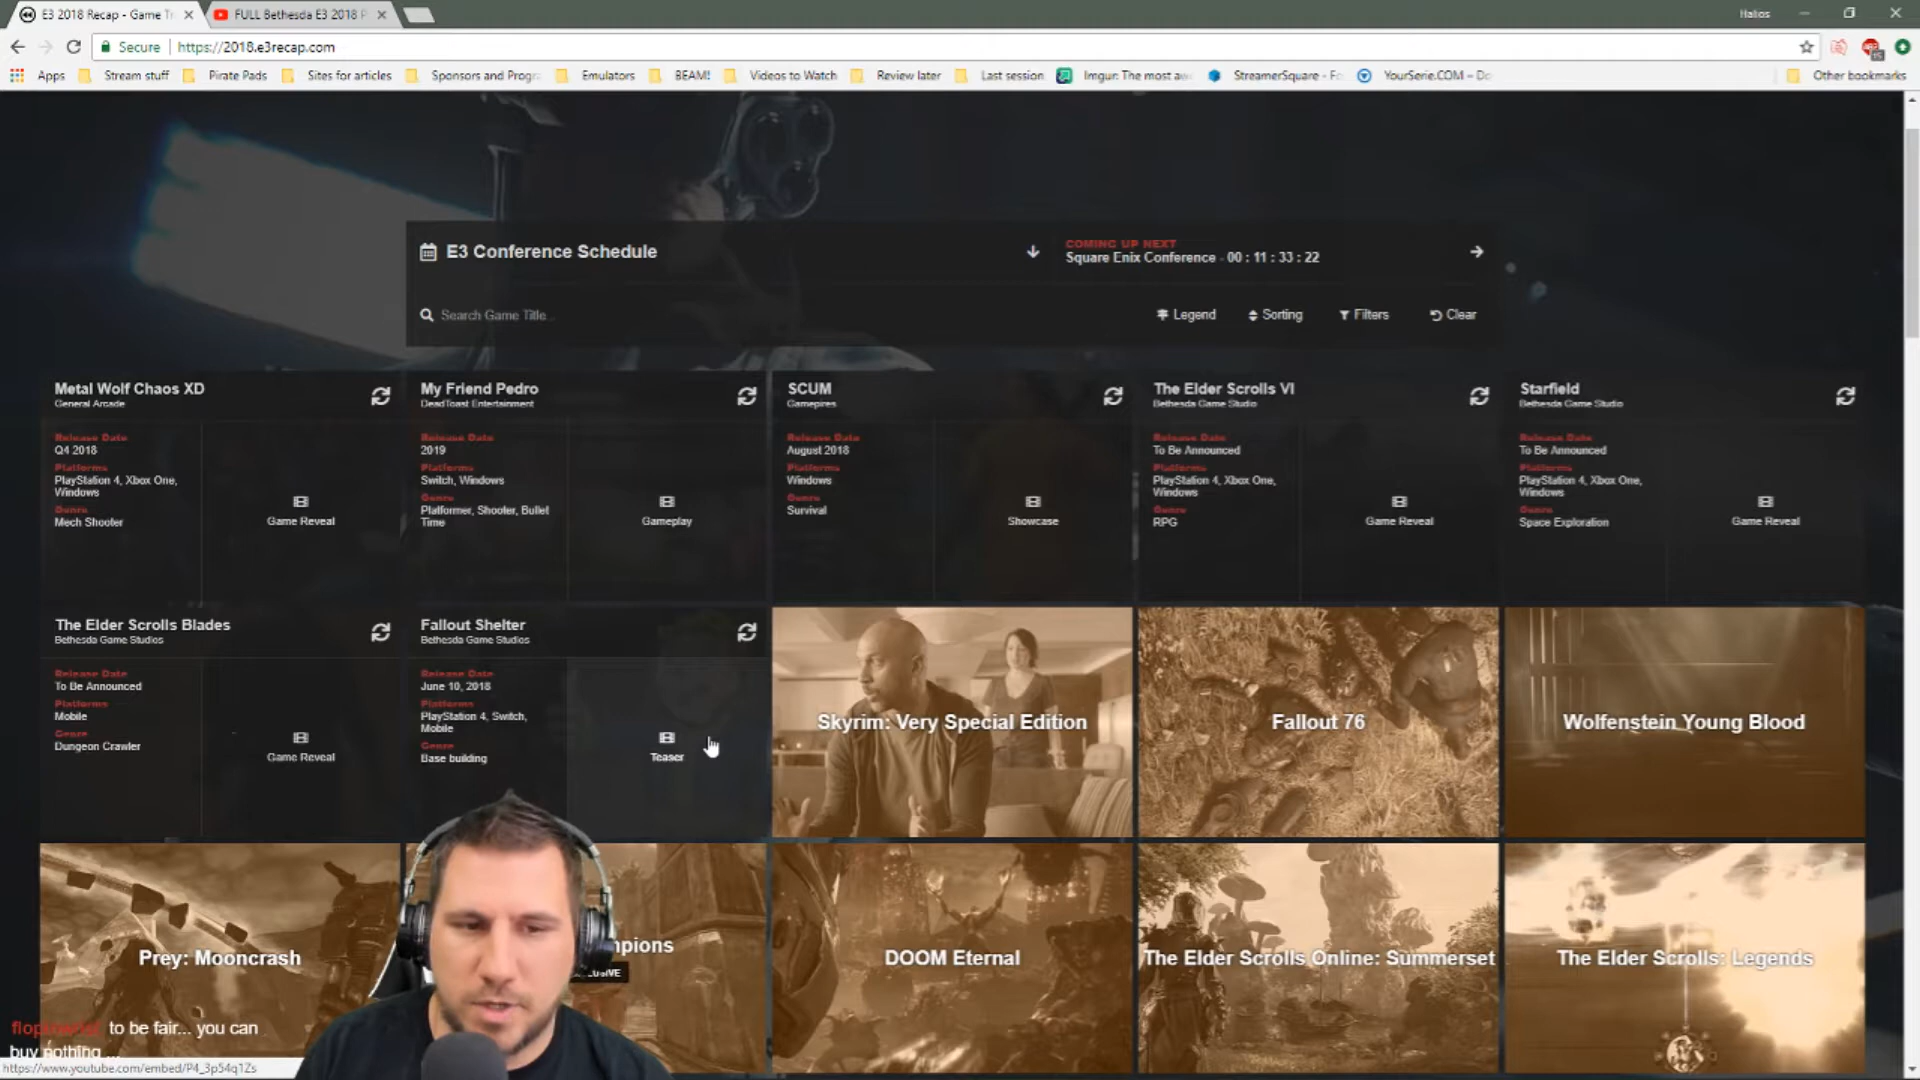 E3 2018 Recap - Game T
FULL Bethesda E3 2018 P
Halios
Secure
https://2018.e3recap.com
Apps
Stream stuff
Pirate Pads
Sites for articles
Sponsors and Progr
Emulators
BEAM!
Videos to Watch
Review later
Last session
Imgur: The most aw
StreamerSquare - Fo
YourSerie.COM - Do
Other bookmarks
E3 Conference Schedule
COMING UP NEXT
Square Enix Conference - 00 : 11 : 33 : 22
Search Game Title...
Legend
Sorting
Filters
Clear
Metal Wolf Chaos XD
General Arcade
Release Date
Q4 2018
Platforms
PlayStation 4, Xbox One,
Windows
Genre
Mech Shooter
Game Reveal
My Friend Pedro
DeadToast Entertainment
Release Date
2019
Platforms
Switch, Windows
Genre
Platformer, Shooter, Bullet
Time
Gameplay
SCUM
Gamepires
Release Date
August 2018
Platforms
Windows
Genre
Survival
Showcase
The Elder Scrolls VI
Bethesda Game Studio
Release Date
To Be Announced
Platforms
PlayStation 4, Xbox One,
Windows
Genre
RPG
Game Reveal
Starfield
Bethesda Game Studio
Release Date
To Be Announced
Platforms
PlayStation 4, Xbox One,
Windows
Genre
Space Exploration
Game Reveal
The Elder Scrolls Blades
Bethesda Game Studios
Release Date
To Be Announced
Platforms
Mobile
Genre
Dungeon Crawler
Game Reveal
Fallout Shelter
Bethesda Game Studios
Release Date
June 10, 2018
Platforms
PlayStation 4, Switch,
Mobile
Genre
Base building
Teaser
Skyrim: Very Special Edition
Fallout 76
Wolfenstein Young Blood
Prey: Mooncrash
mpions
USIVE
DOOM Eternal
The Elder Scrolls Online: Summerset
The Elder Scrolls: Legends
to be fair... you can
buy nothing ...
https://www.youtube.com/embed/P4_3p54q1Zs